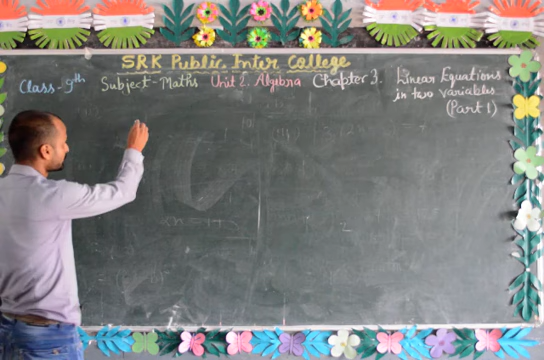 SRK Public Inter College
Class-9th Subject-Maths Unit 2. Algibra Chapter 3. Linear Equations
in two variables
(Part 1)